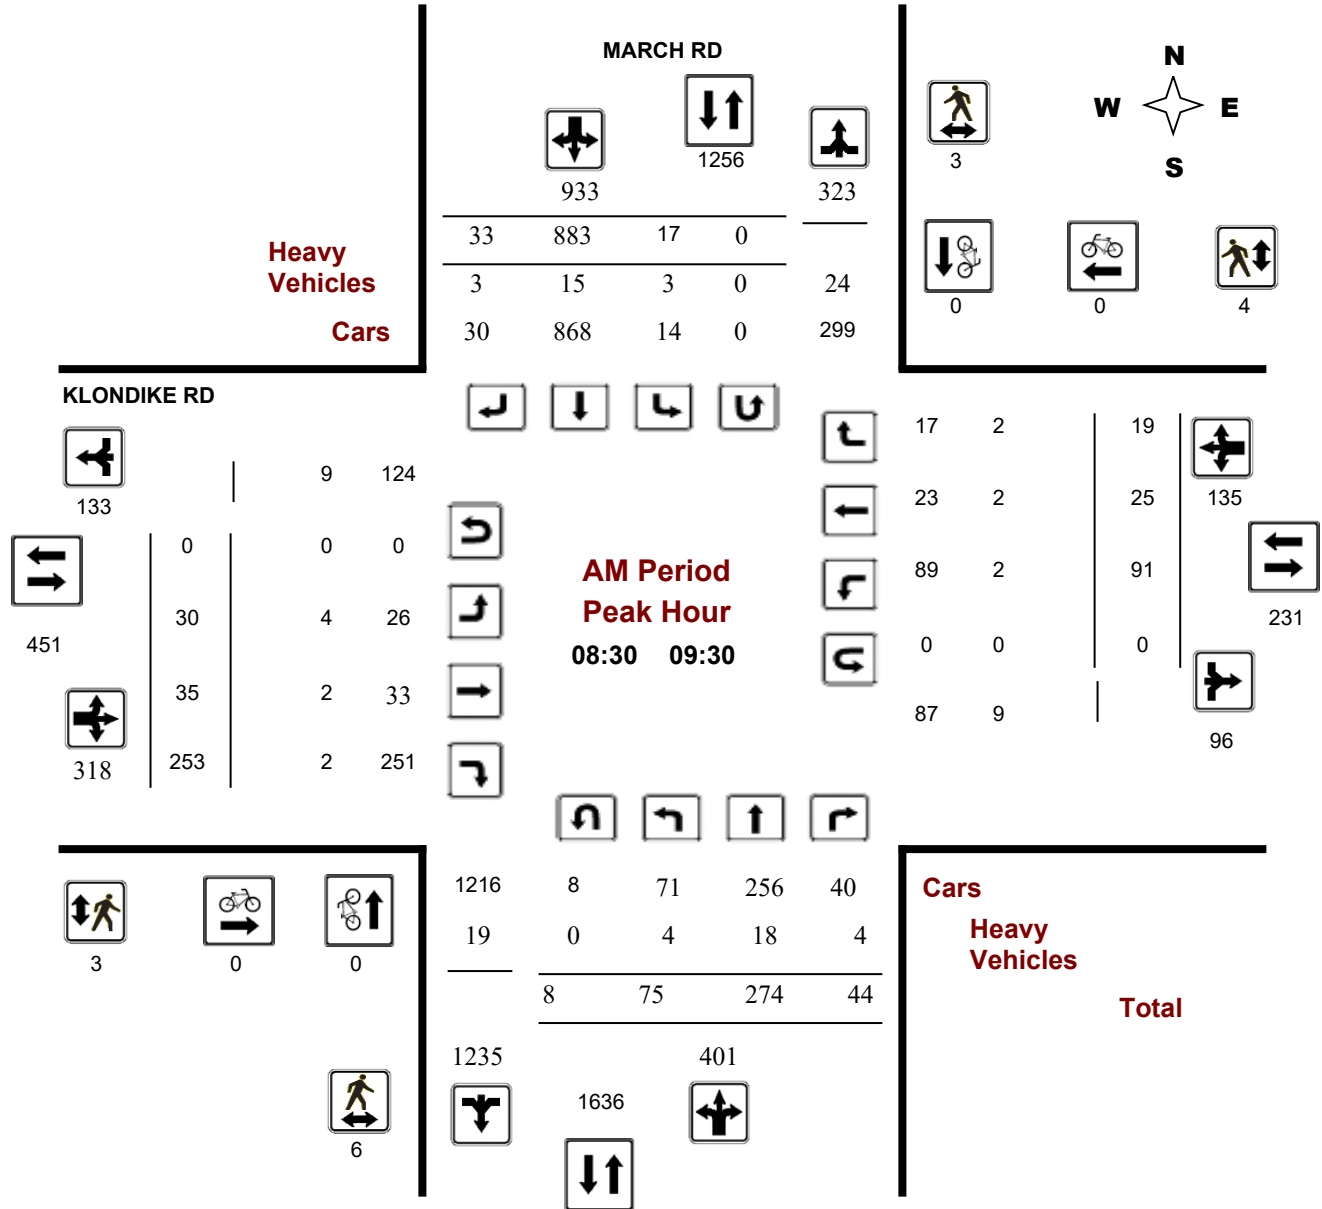 MARCH RD
N
W E
S
1256
3
933 323
33 883 17 0
Heavy
Vehicles
3 15 3 0 24
0 0 4
Cars
30 868 14 0 299
KLONDIKE RD
17 2 19
9 124
133
23 2 25
135
0 0 0
AM Period
89 2 91
Peak Hour
30 4 26
231
451
08:30 09:30
0 0 0
35 2 33
87 9
96
318 253 2 251
1216 8 71 256 40
Cars
19 0 4 18 4
Heavy
Vehicles
3 0 0
8 75 274 44
Total
1235 401
1636
6